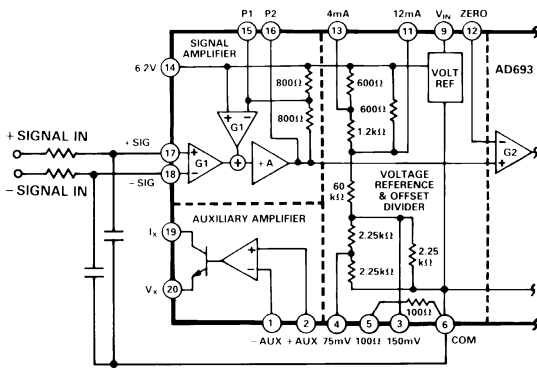 P1 P2 4mA 12mA VIN ZERO
15 16 13 11 9 12
SIGNAL
AMPLIFIER
6.2V 14
VOLT
REF
AD693
800Ω
800Ω
600Ω
600Ω
1.2kΩ
+ −
G1
+ SIGNAL IN
+ SIG
17
+
−
G1
+
+A
−
+
G2
− SIGNAL IN
18
− SIG
60
kΩ
VOLTAGE
REFERENCE
& OFFSET
DIVIDER
AUXILIARY AMPLIFIER
IX 19
+
−
2.25kΩ
2.25
kΩ
2.25kΩ
VX 20
100Ω
1 2 4 5 3 6
− AUX + AUX 75mV 100Ω 150mV COM